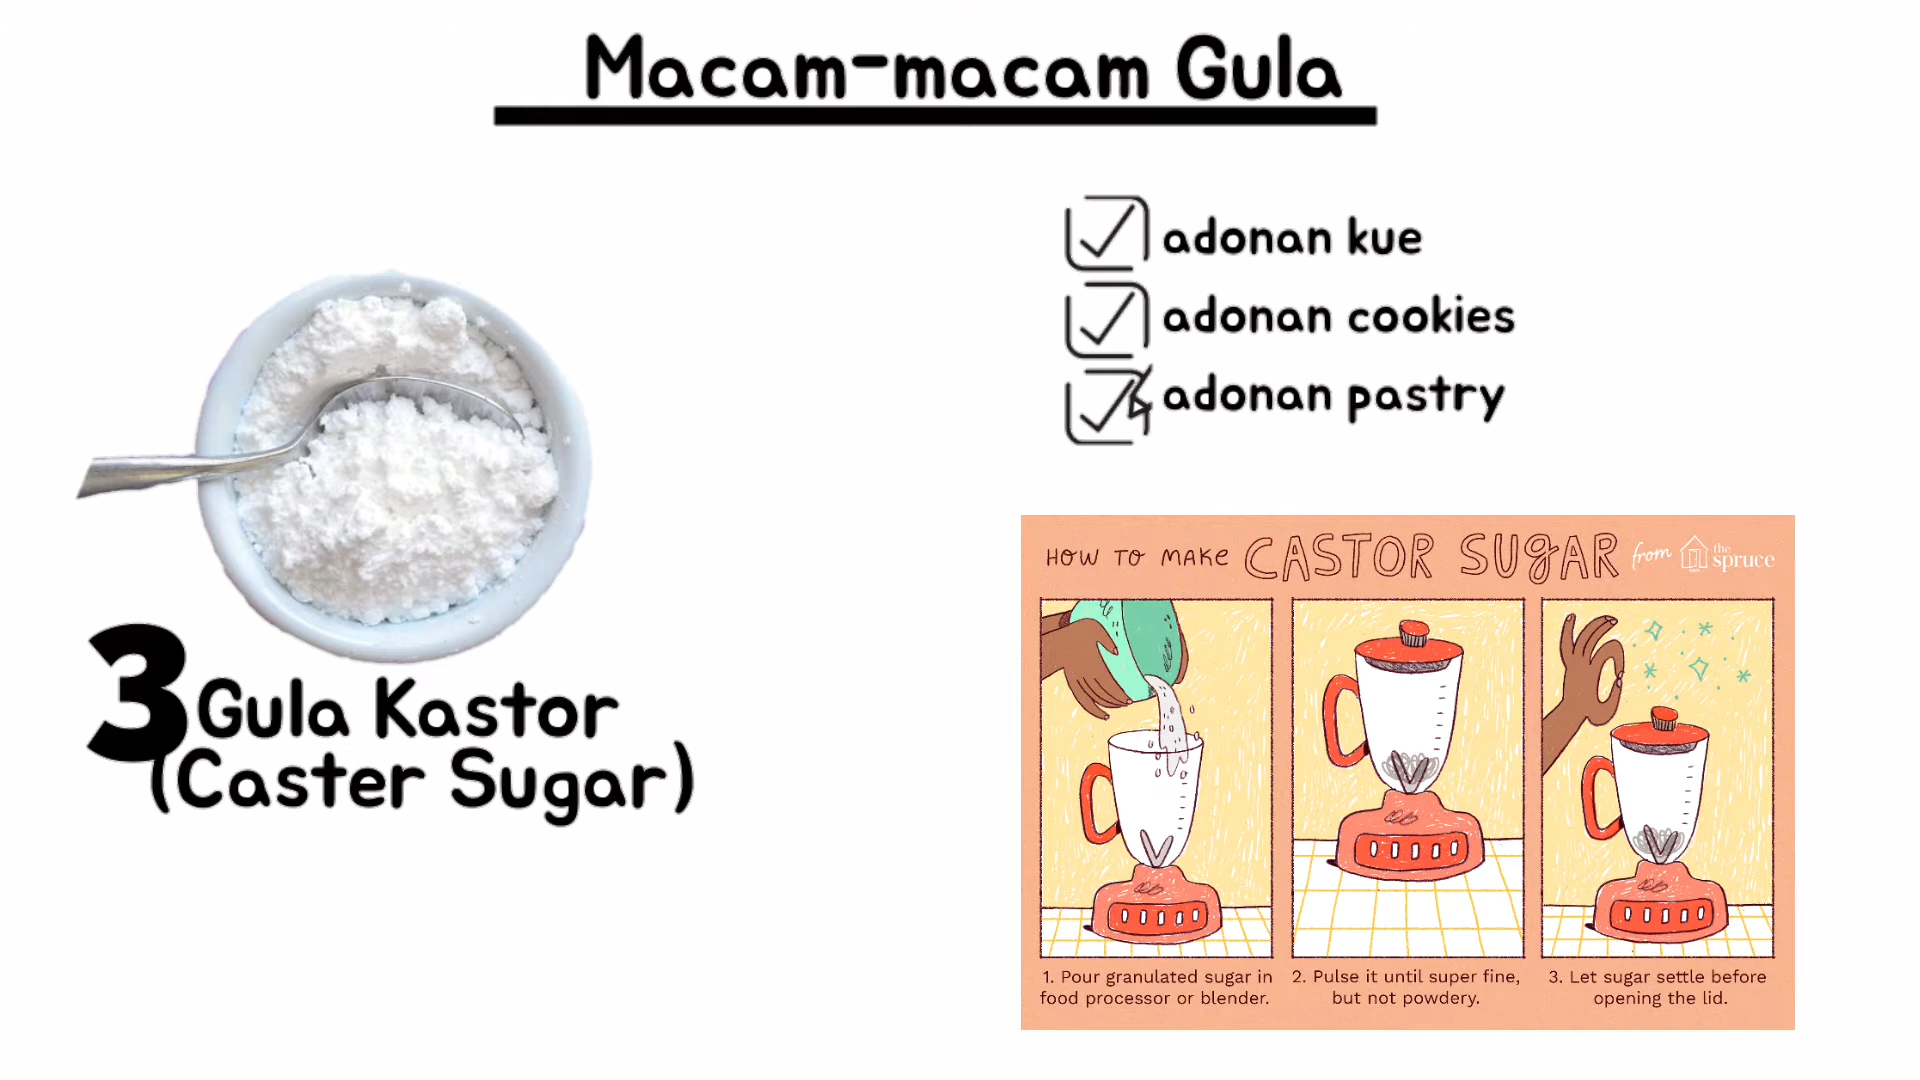 Macam-macam Gula
adonan kue
adonan cookies
adonan pastry
3 Gula Kastor
(Caster Sugar)
HOW TO MAKE CASTOR SUGAR from the spruce
1. Pour granulated sugar in
food processor or blender.
2. Pulse it until super fine,
but not powdery.
3. Let sugar settle before
opening the lid.